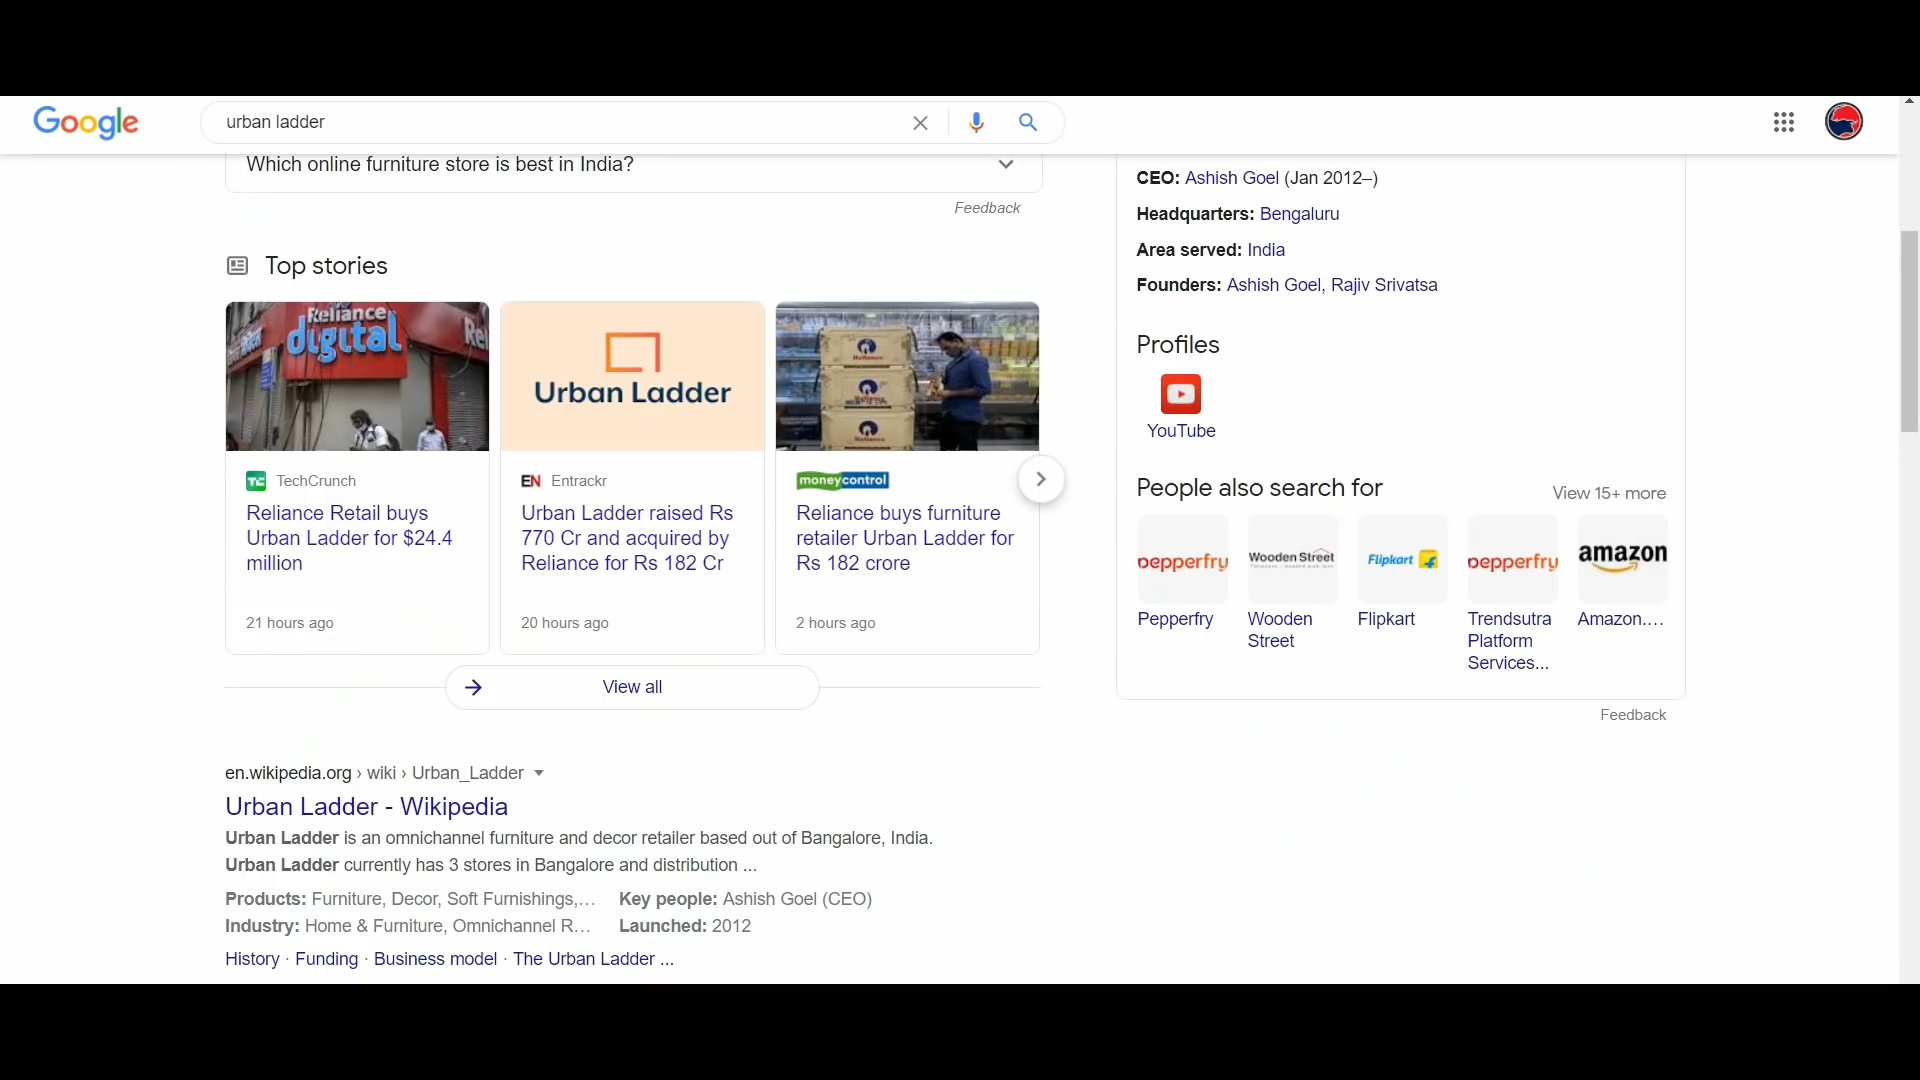 Google
urban ladder
Which online furniture store is best in India?
Feedback
Top stories
Reliance
digital
Urban Ladder
Reliance
Reliance
TC TechCrunch
Reliance Retail buys
Urban Ladder for $24.4
million
21 hours ago
EN Entrackr
Urban Ladder raised Rs
770 Cr and acquired by
Reliance for Rs 182 Cr
20 hours ago
moneycontrol
Reliance buys furniture
retailer Urban Ladder for
Rs 182 crore
2 hours ago
View all
en.wikipedia.org › wiki › Urban_Ladder
Urban Ladder - Wikipedia
Urban Ladder is an omnichannel furniture and decor retailer based out of Bangalore, India.
Urban Ladder currently has 3 stores in Bangalore and distribution ...
Products: Furniture, Decor, Soft Furnishings,... Key people: Ashish Goel (CEO)
Industry: Home & Furniture, Omnichannel R... Launched: 2012
History · Funding · Business model · The Urban Ladder ...
CEO: Ashish Goel (Jan 2012–)
Headquarters: Bengaluru
Area served: India
Founders: Ashish Goel, Rajiv Srivatsa
Profiles
YouTube
People also search for
View 15+ more
pepperfry
Wooden Street
Flipkart
pepperfry
amazon
Pepperfry
Wooden
Street
Flipkart
Trendsutra
Platform
Services...
Amazon....
Feedback